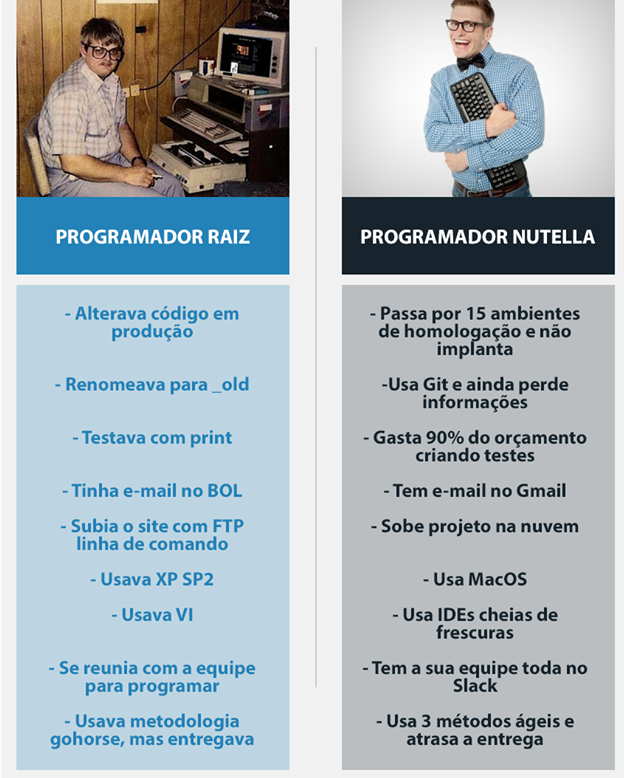 PROGRAMADOR RAIZ
- Alterava código em
produção
- Renomeava para _old
- Testava com print
- Tinha e-mail no BOL
- Subia o site com FTP
linha de comando
- Usava XP SP2
- Usava VI
- Se reunia com a equipe
para programar
- Usava metodologia
gohorse, mas entregava
PROGRAMADOR NUTELLA
- Passa por 15 ambientes
de homologação e não
implanta
-Usa Git e ainda perde
informações
- Gasta 90% do orçamento
criando testes
- Tem e-mail no Gmail
- Sobe projeto na nuvem
- Usa MacOS
- Usa IDEs cheias de
frescuras
- Tem a sua equipe toda no
Slack
- Usa 3 métodos ágeis e
atrasa a entrega